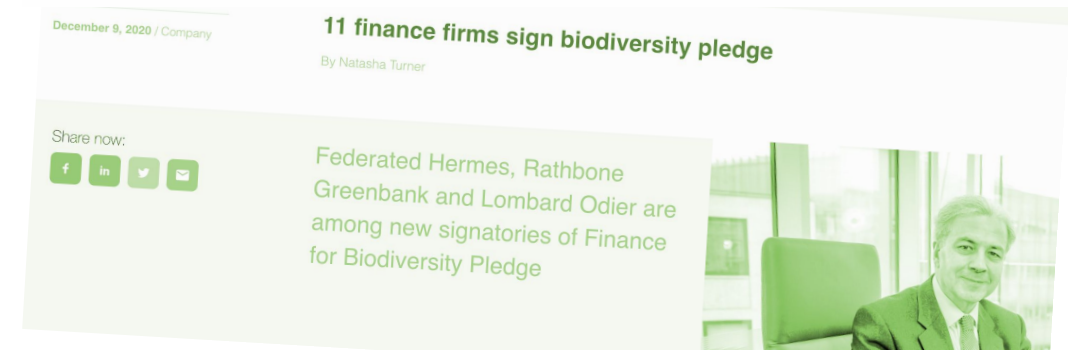 December 9, 2020 / Company
11 finance firms sign biodiversity pledge
By Natasha Turner
Share now:
f
in
Federated Hermes, Rathbone
Greenbank and Lombard Odier are
among new signatories of Finance
for Biodiversity Pledge